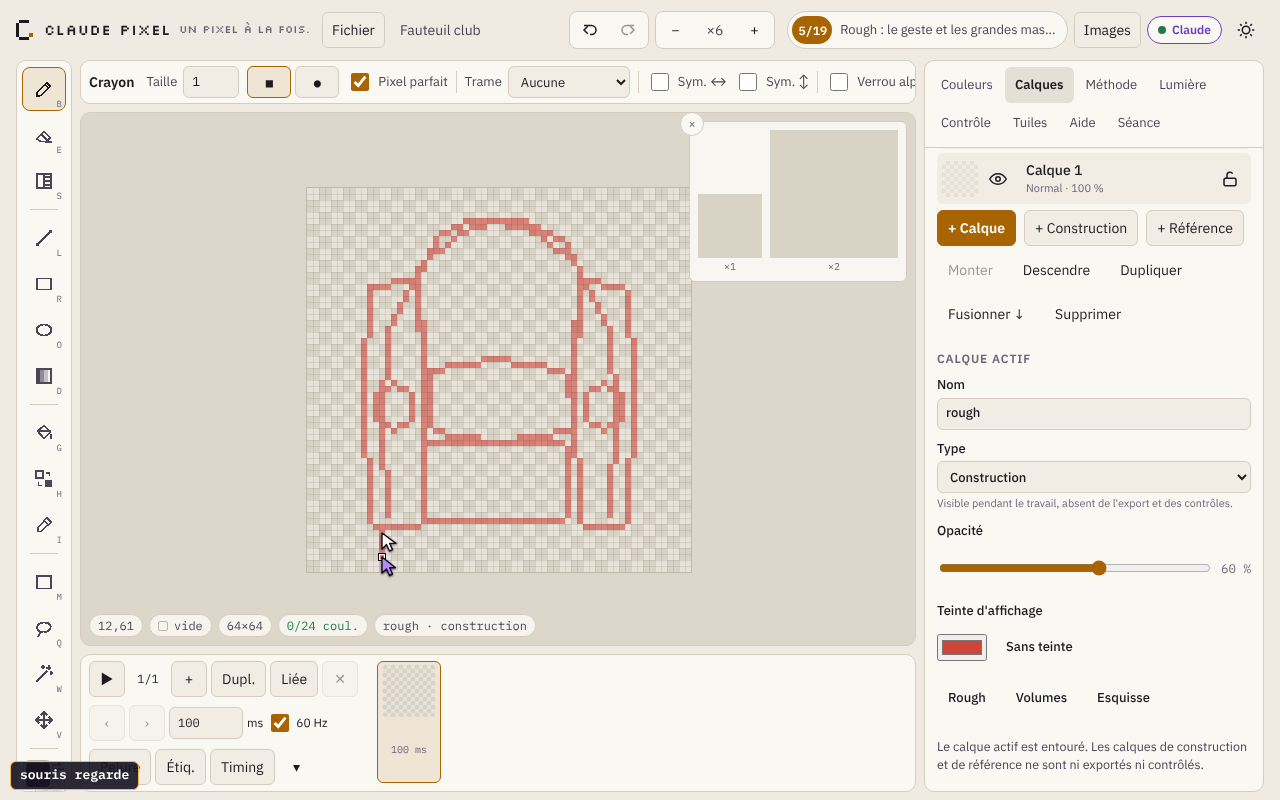 CLAUDE PIXEL UN PIXEL À LA FOIS. Fichier Fauteuil club − ×6 + 5/19 Rough : le geste et les grandes mas… Images Claude
Crayon Taille 1 Pixel parfait Trame Aucune Sym. ↔ Sym. ↕ Verrou alp
B
E
S
L
R
O
D
G
H
I
M
Q
W
V
×
×1 ×2
12,61 vide 64×64 0/24 coul. rough · construction
1/1 + Dupl. Liée ×
‹ › 100 ms 60 Hz
Pelure Étiq. Timing ▼
100 ms
souris regarde
Couleurs Calques Méthode Lumière
Contrôle Tuiles Aide Séance
Calque 1
Normal · 100 %
+ Calque + Construction + Référence
Monter Descendre Dupliquer
Fusionner ↓ Supprimer
CALQUE ACTIF
Nom
rough
Type
Construction
Visible pendant le travail, absent de l'export et des contrôles.
Opacité
60 %
Teinte d'affichage
Sans teinte
Rough Volumes Esquisse
Le calque actif est entouré. Les calques de construction
et de référence ne sont ni exportés ni contrôlés.